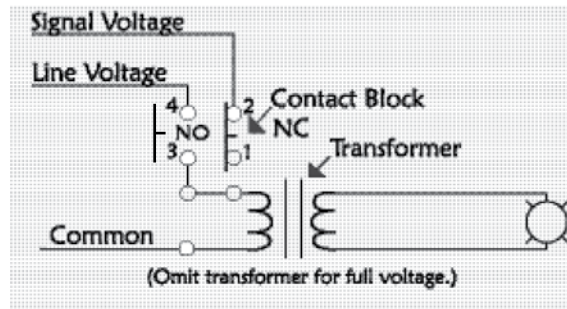 Signal Voltage
Line Voltage
4
2
Contact Block
NO
NC
3
1
Transformer
Common
(Omit transformer for full voltage.)